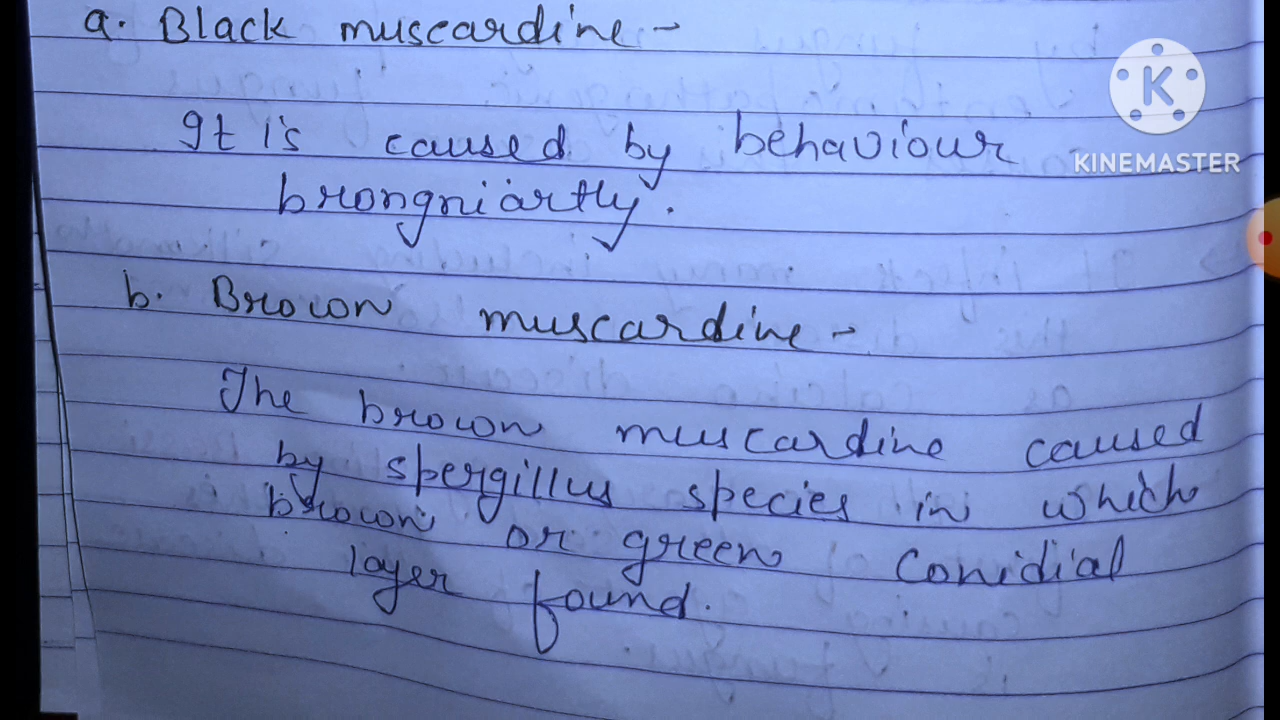 a. Black muscardine -
It is caused by behaviour
brongniartly.
b. Brown muscardine -
The brown muscardine caused
by spergillus species in which
brown or green conidial
layer found.
K
KINEMASTER